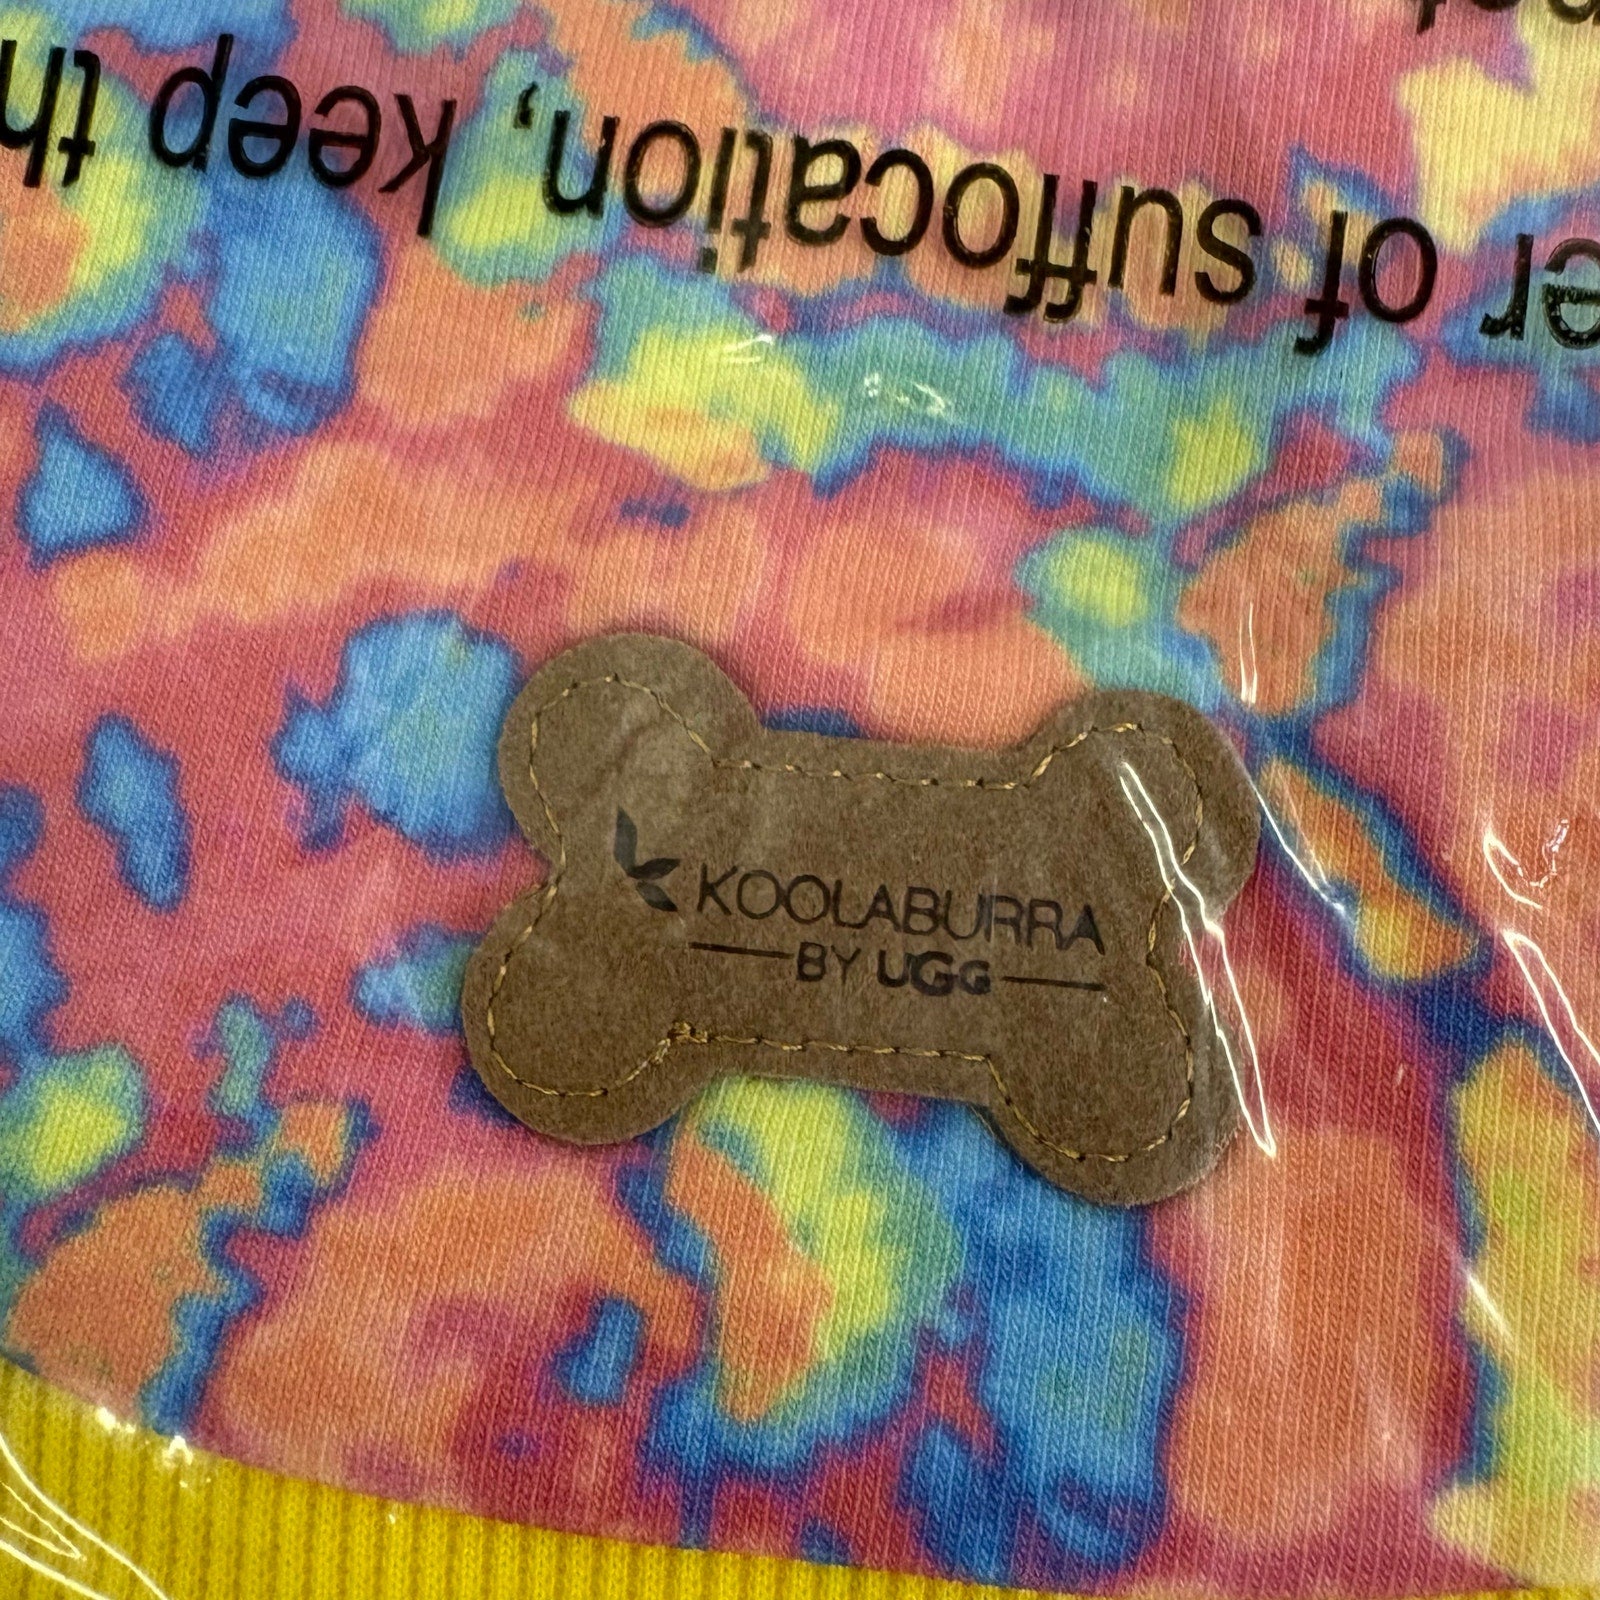 er of suffocation, keep th
KOOLABURRA
BY UGG